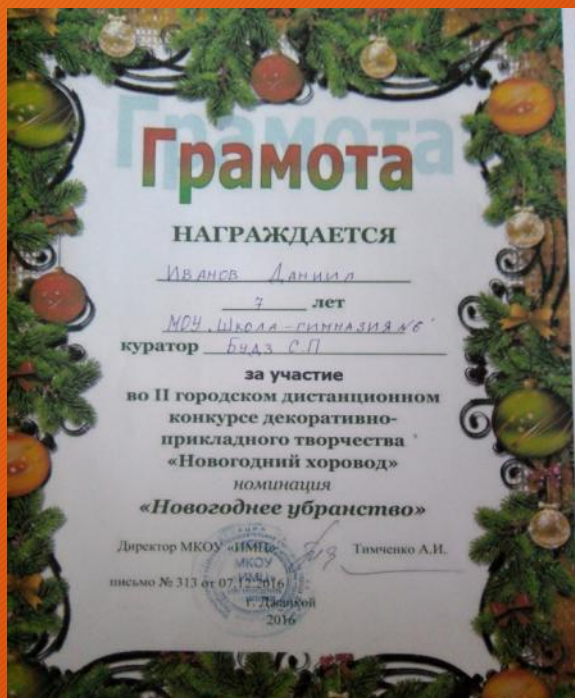 Грамота
НАГРАЖДАЕТСЯ
Иванов Даниил
7 лет
МОУ "Школа-гимназия №6"
куратор Будз С.П
за участие
во II городском дистанционном
конкурсе декоративно-
прикладного творчества
«Новогодний хоровод»
номинация
«Новогоднее убранство»
Директор МКОУ «ИМЦ» Тимченко А.И.
МКОУ
ИМЦ
письмо № 313 от 07.12.2016
г. Джанкой
2016